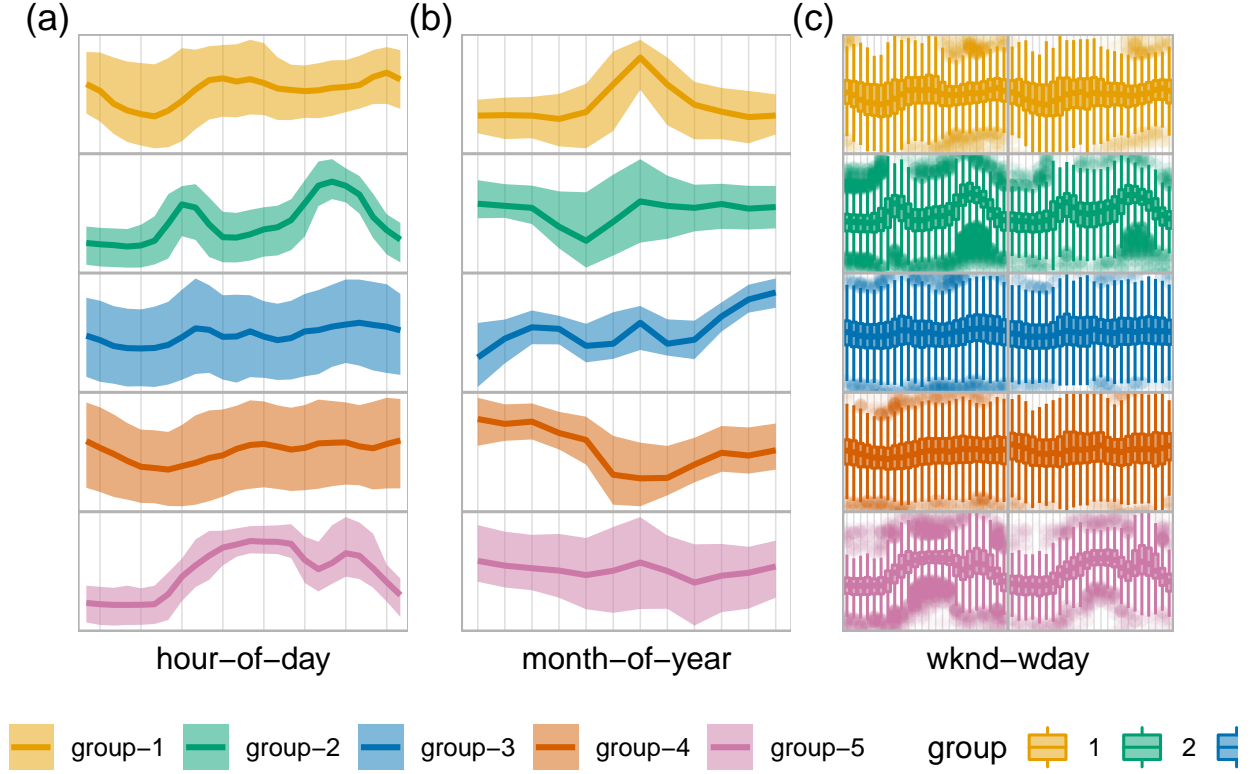 (a) (b) (c)
hour−of−day month−of−year wknd−wday
group−1 group−2 group−3 group−4 group−5 group 1 2